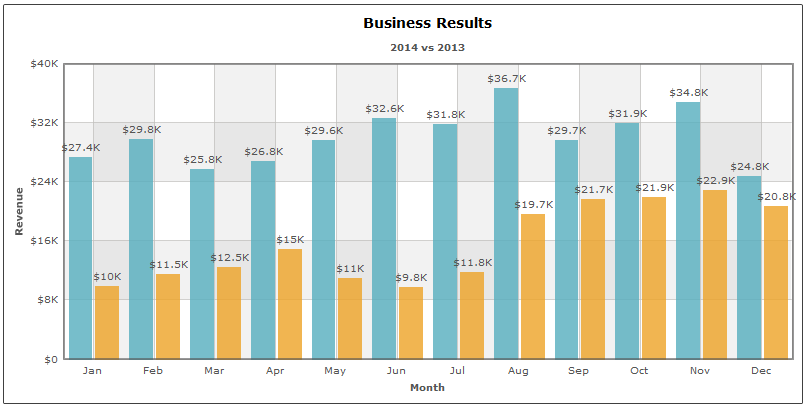 Business Results
2014 vs 2013
$40K
$32K
$24K
$16K
$8K
$0
Revenue
$27.4K
$10K
$29.8K
$11.5K
$25.8K
$12.5K
$26.8K
$15K
$29.6K
$11K
$32.6K
$9.8K
$31.8K
$11.8K
$36.7K
$19.7K
$29.7K
$21.7K
$31.9K
$21.9K
$34.8K
$22.9K
$24.8K
$20.8K
Jan Feb Mar Apr May Jun Jul Aug Sep Oct Nov Dec
Month